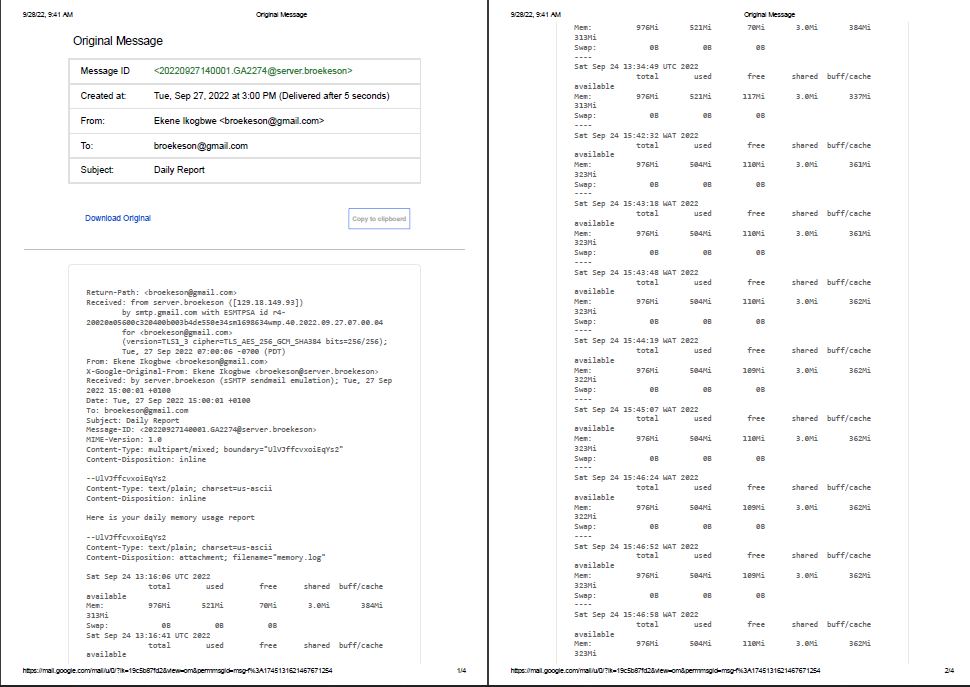 9/28/22, 9:41 AM Original Message
Original Message
Message ID <20220927140001.GA2274@server.broekeson>
Created at: Tue, Sep 27, 2022 at 3:00 PM (Delivered after 5 seconds)
From: Ekene Ikogbwe <broekeson@gmail.com>
To: broekeson@gmail.com
Subject: Daily Report
Download Original Copy to clipboard
Return-Path: <broekeson@gmail.com>
Received: from server.broekeson ([129.18.149.93])
by smtp.gmail.com with ESMTPSA id r4-
20020a05600c320400b003b4de550e34sm1698634wmp.40.2022.09.27.07.00.04
for <broekeson@gmail.com>
(version=TLS1_3 cipher=TLS_AES_256_GCM_SHA384 bits=256/256);
Tue, 27 Sep 2022 07:00:06 -0700 (PDT)
From: Ekene Ikogbwe <broekeson@gmail.com>
X-Google-Original-From: Ekene Ikogbwe <broekeson@server.broekeson>
Received: by server.broekeson (sSMTP sendmail emulation); Tue, 27 Sep
2022 15:00:01 +0100
Date: Tue, 27 Sep 2022 15:00:01 +0100
To: broekeson@gmail.com
Subject: Daily Report
Message-ID: <20220927140001.GA2274@server.broekeson>
MIME-Version: 1.0
Content-Type: multipart/mixed; boundary="UlVJffcvxoiEqYs2"
Content-Disposition: inline
--UlVJffcvxoiEqYs2
Content-Type: text/plain; charset=us-ascii
Content-Disposition: inline
Here is your daily memory usage report
--UlVJffcvxoiEqYs2
Content-Type: text/plain; charset=us-ascii
Content-Disposition: attachment; filename="memory.log"
Sat Sep 24 13:16:06 UTC 2022
total used free shared buff/cache
available
Mem: 976Mi 521Mi 70Mi 3.0Mi 384Mi
313Mi
Swap: 0B 0B 0B
Sat Sep 24 13:16:41 UTC 2022
total used free shared buff/cache
available
https://mail.google.com/mail/u/0/?ik=19c5b87fd2&view=om&permmsgid=msg-f%3A1745131621467671254 1/4
9/28/22, 9:41 AM Original Message
Mem: 976Mi 521Mi 70Mi 3.0Mi 384Mi
313Mi
Swap: 0B 0B 0B
----
Sat Sep 24 13:34:49 UTC 2022
total used free shared buff/cache
available
Mem: 976Mi 521Mi 117Mi 3.0Mi 337Mi
313Mi
Swap: 0B 0B 0B
----
Sat Sep 24 15:42:32 WAT 2022
total used free shared buff/cache
available
Mem: 976Mi 504Mi 110Mi 3.0Mi 361Mi
323Mi
Swap: 0B 0B 0B
----
Sat Sep 24 15:43:18 WAT 2022
total used free shared buff/cache
available
Mem: 976Mi 504Mi 110Mi 3.0Mi 361Mi
323Mi
Swap: 0B 0B 0B
----
Sat Sep 24 15:43:48 WAT 2022
total used free shared buff/cache
available
Mem: 976Mi 504Mi 110Mi 3.0Mi 362Mi
323Mi
Swap: 0B 0B 0B
----
Sat Sep 24 15:44:19 WAT 2022
total used free shared buff/cache
available
Mem: 976Mi 504Mi 109Mi 3.0Mi 362Mi
322Mi
Swap: 0B 0B 0B
----
Sat Sep 24 15:45:07 WAT 2022
total used free shared buff/cache
available
Mem: 976Mi 504Mi 110Mi 3.0Mi 362Mi
323Mi
Swap: 0B 0B 0B
----
Sat Sep 24 15:46:24 WAT 2022
total used free shared buff/cache
available
Mem: 976Mi 504Mi 109Mi 3.0Mi 362Mi
322Mi
Swap: 0B 0B 0B
----
Sat Sep 24 15:46:52 WAT 2022
total used free shared buff/cache
available
Mem: 976Mi 504Mi 109Mi 3.0Mi 362Mi
323Mi
Swap: 0B 0B 0B
----
Sat Sep 24 15:46:58 WAT 2022
total used free shared buff/cache
available
Mem: 976Mi 504Mi 110Mi 3.0Mi 362Mi
323Mi
https://mail.google.com/mail/u/0/?ik=19c5b87fd2&view=om&permmsgid=msg-f%3A1745131621467671254 2/4